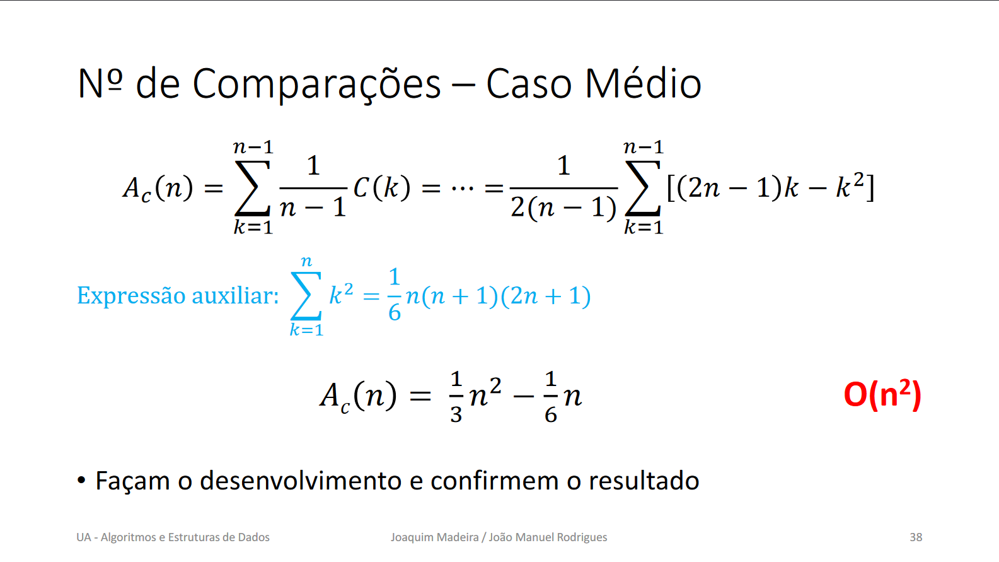 Nº de Comparações – Caso Médio
$A_c(n) = \sum_{k=1}^{n-1} \frac{1}{n-1} C(k) = \cdots = \frac{1}{2(n-1)} \sum_{k=1}^{n-1} [(2n-1)k - k^2]$
Expressão auxiliar: $\sum_{k=1}^{n} k^2 = \frac{1}{6} n(n+1)(2n+1)$
$A_c(n) = \frac{1}{3}n^2 - \frac{1}{6}n$ O(n²)
• Façam o desenvolvimento e confirmem o resultado
UA - Algoritmos e Estruturas de Dados Joaquim Madeira / João Manuel Rodrigues 38